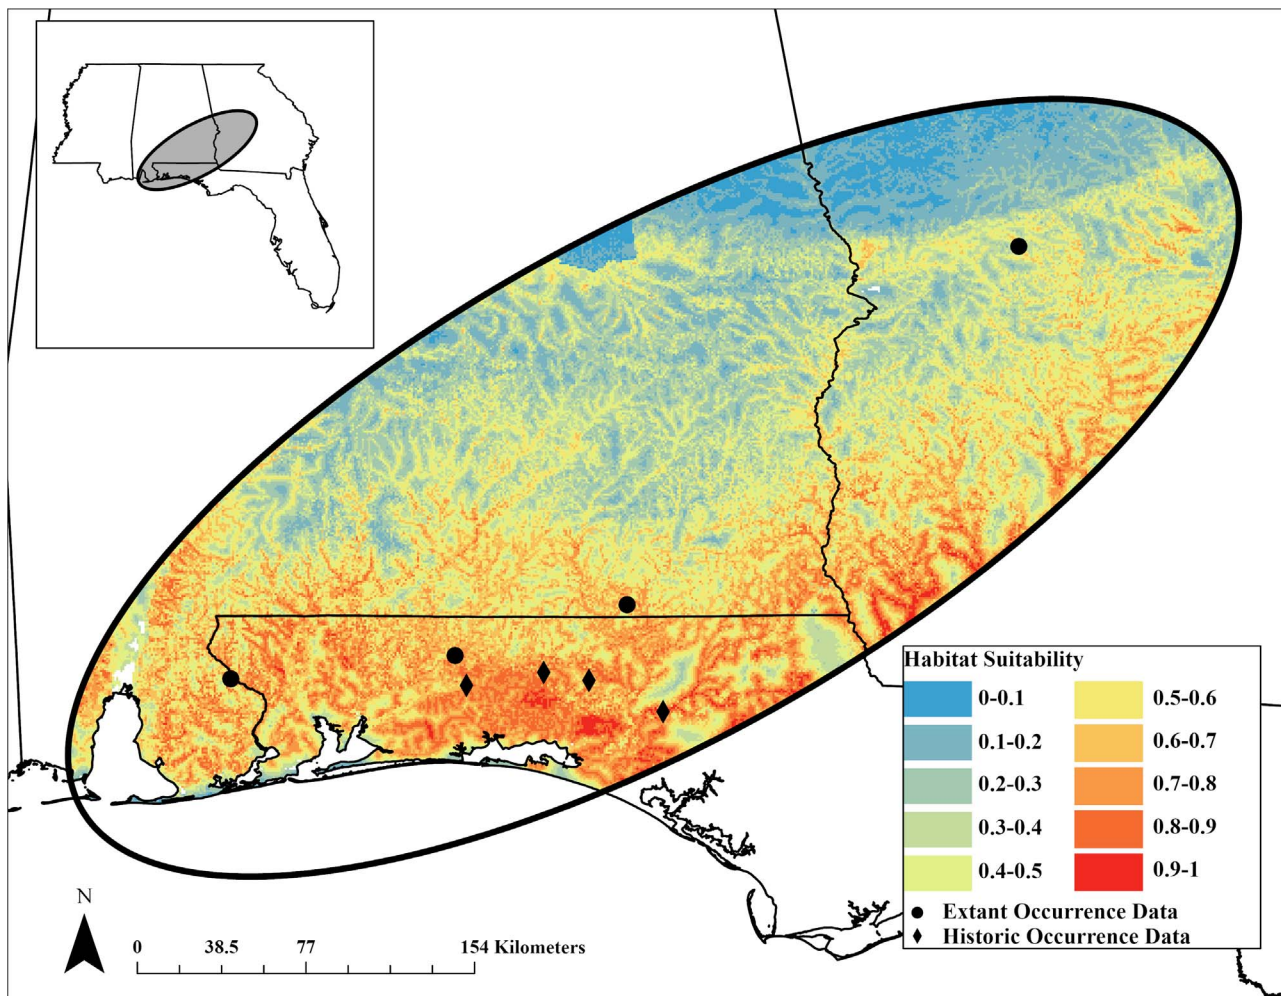 Habitat Suitability
0-0.1 0.5-0.6
0.1-0.2 0.6-0.7
0.2-0.3 0.7-0.8
0.3-0.4 0.8-0.9
0.4-0.5 0.9-1
Extant Occurrence Data
Historic Occurrence Data
N
0 38.5 77 154 Kilometers